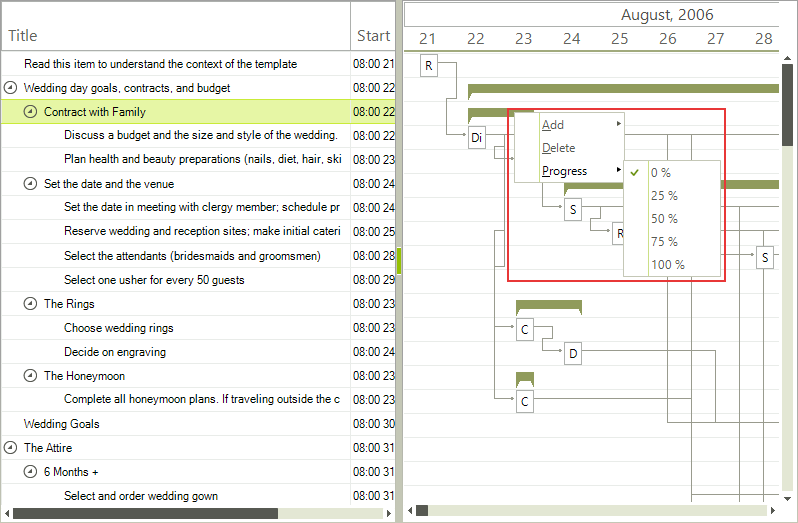 Title Start
Read this item to understand the context of the template 08:00 21
Wedding day goals, contracts, and budget 08:00 22
Contract with Family 08:00 22
Discuss a budget and the size and style of the wedding. 08:00 22
Plan health and beauty preparations (nails, diet, hair, ski 08:00 23
Set the date and the venue 08:00 24
Set the date in meeting with clergy member; schedule pr 08:00 24
Reserve wedding and reception sites; make initial cateri 08:00 25
Select the attendants (bridesmaids and groomsmen) 08:00 28
Select one usher for every 50 guests 08:00 29
The Rings 08:00 23
Choose wedding rings 08:00 23
Decide on engraving 08:00 24
The Honeymoon 08:00 23
Complete all honeymoon plans. If traveling outside the c 08:00 23
Wedding Goals 08:00 30
The Attire 08:00 31
6 Months + 08:00 31
Select and order wedding gown 08:00 31
August, 2006
21 22 23 24 25 26 27 28
R
Di
Add
Delete
Progress
0 %
25 %
50 %
75 %
100 %
S
R
S
C
D
C